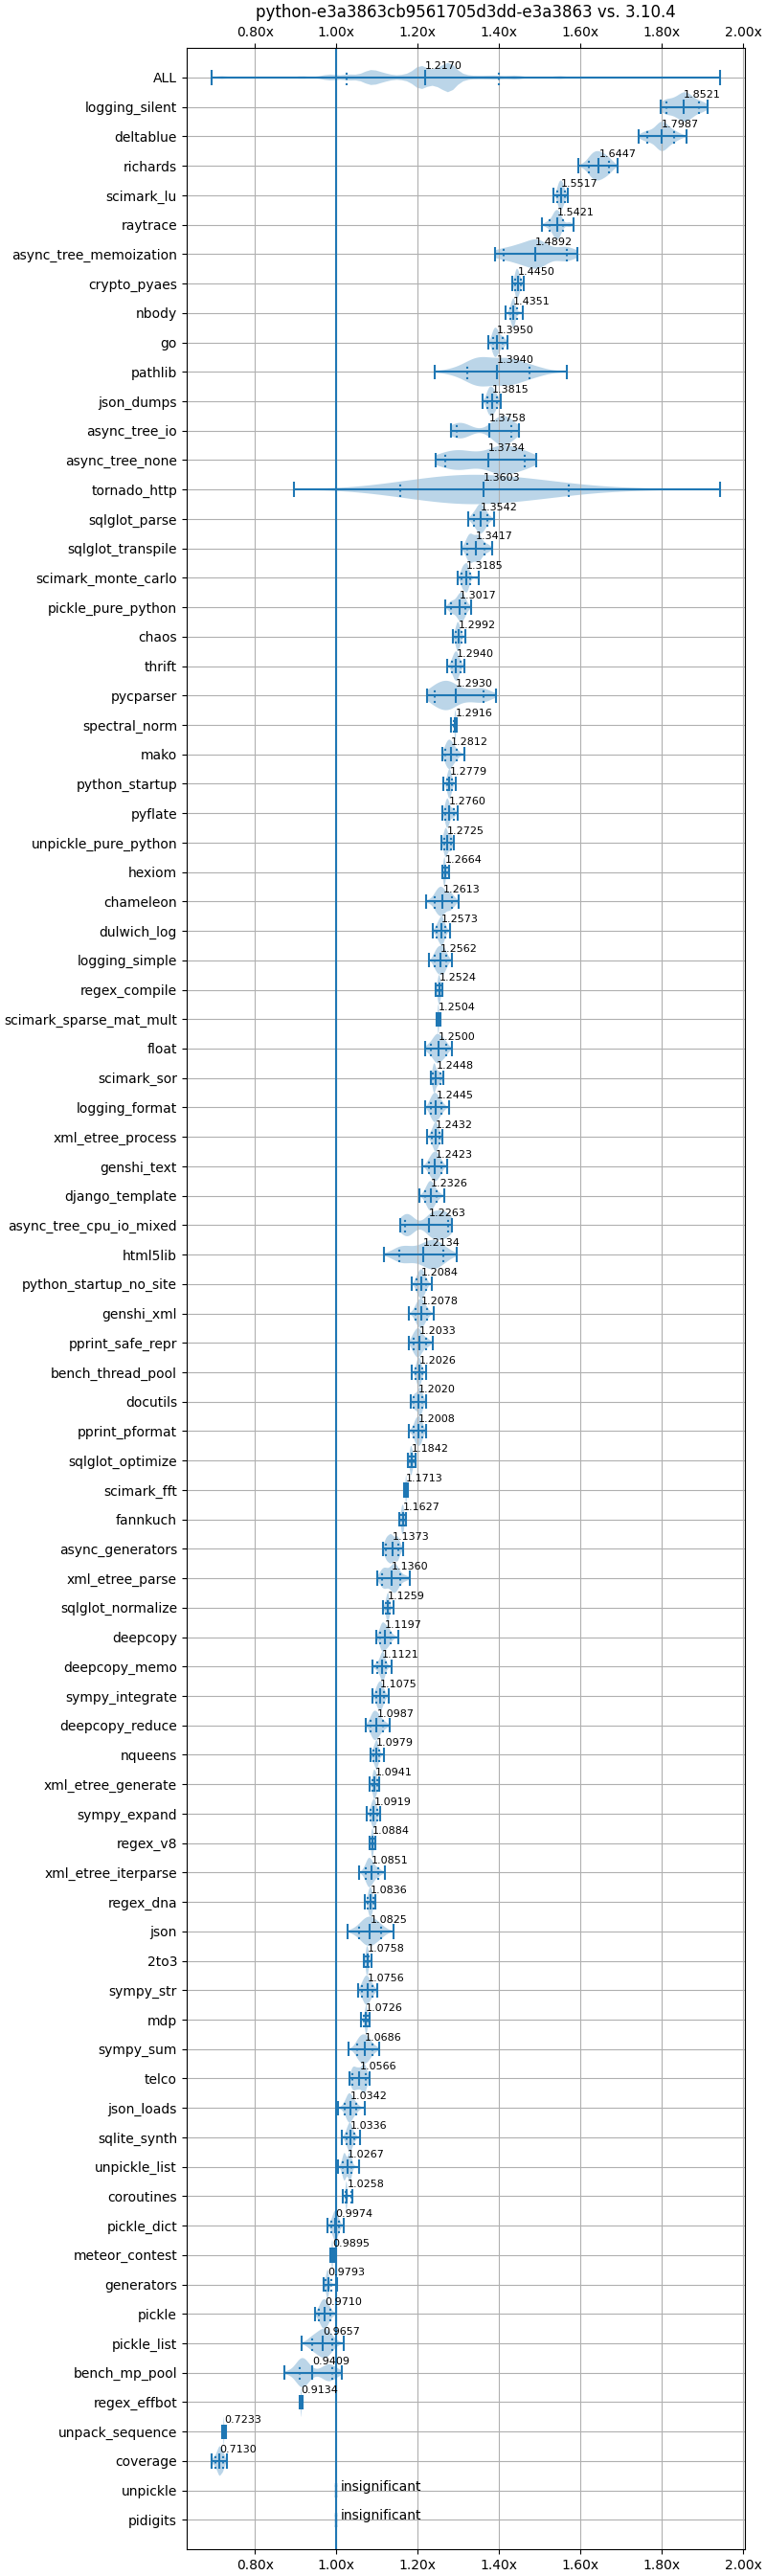 python-e3a3863cb9561705d3dd-e3a3863 vs. 3.10.4
0.80x 1.00x 1.20x 1.40x 1.60x 1.80x 2.00x
ALL 1.2170
logging_silent 1.8521
deltablue 1.7987
richards 1.6447
scimark_lu 1.5517
raytrace 1.5421
async_tree_memoization 1.4892
crypto_pyaes 1.4450
nbody 1.4351
go 1.3950
pathlib 1.3940
json_dumps 1.3815
async_tree_io 1.3758
async_tree_none 1.3734
tornado_http 1.3603
sqlglot_parse 1.3542
sqlglot_transpile 1.3417
scimark_monte_carlo 1.3185
pickle_pure_python 1.3017
chaos 1.2992
thrift 1.2940
pycparser 1.2930
spectral_norm 1.2916
mako 1.2812
python_startup 1.2779
pyflate 1.2760
unpickle_pure_python 1.2725
hexiom 1.2664
chameleon 1.2613
dulwich_log 1.2573
logging_simple 1.2562
regex_compile 1.2524
scimark_sparse_mat_mult 1.2504
float 1.2500
scimark_sor 1.2448
logging_format 1.2445
xml_etree_process 1.2432
genshi_text 1.2423
django_template 1.2326
async_tree_cpu_io_mixed 1.2263
html5lib 1.2134
python_startup_no_site 1.2084
genshi_xml 1.2078
pprint_safe_repr 1.2033
bench_thread_pool 1.2026
docutils 1.2020
pprint_pformat 1.2008
sqlglot_optimize 1.1842
scimark_fft 1.1713
fannkuch 1.1627
async_generators 1.1373
xml_etree_parse 1.1360
sqlglot_normalize 1.1259
deepcopy 1.1197
deepcopy_memo 1.1121
sympy_integrate 1.1075
deepcopy_reduce 1.0987
nqueens 1.0979
xml_etree_generate 1.0941
sympy_expand 1.0919
regex_v8 1.0884
xml_etree_iterparse 1.0851
regex_dna 1.0836
json 1.0825
2to3 1.0758
sympy_str 1.0756
mdp 1.0726
sympy_sum 1.0686
telco 1.0566
json_loads 1.0342
sqlite_synth 1.0336
unpickle_list 1.0267
coroutines 1.0258
pickle_dict 0.9974
meteor_contest 0.9895
generators 0.9793
pickle 0.9710
pickle_list 0.9657
bench_mp_pool 0.9409
regex_effbot 0.9134
unpack_sequence 0.7233
coverage 0.7130
unpickle insignificant
pidigits insignificant
0.80x 1.00x 1.20x 1.40x 1.60x 1.80x 2.00x